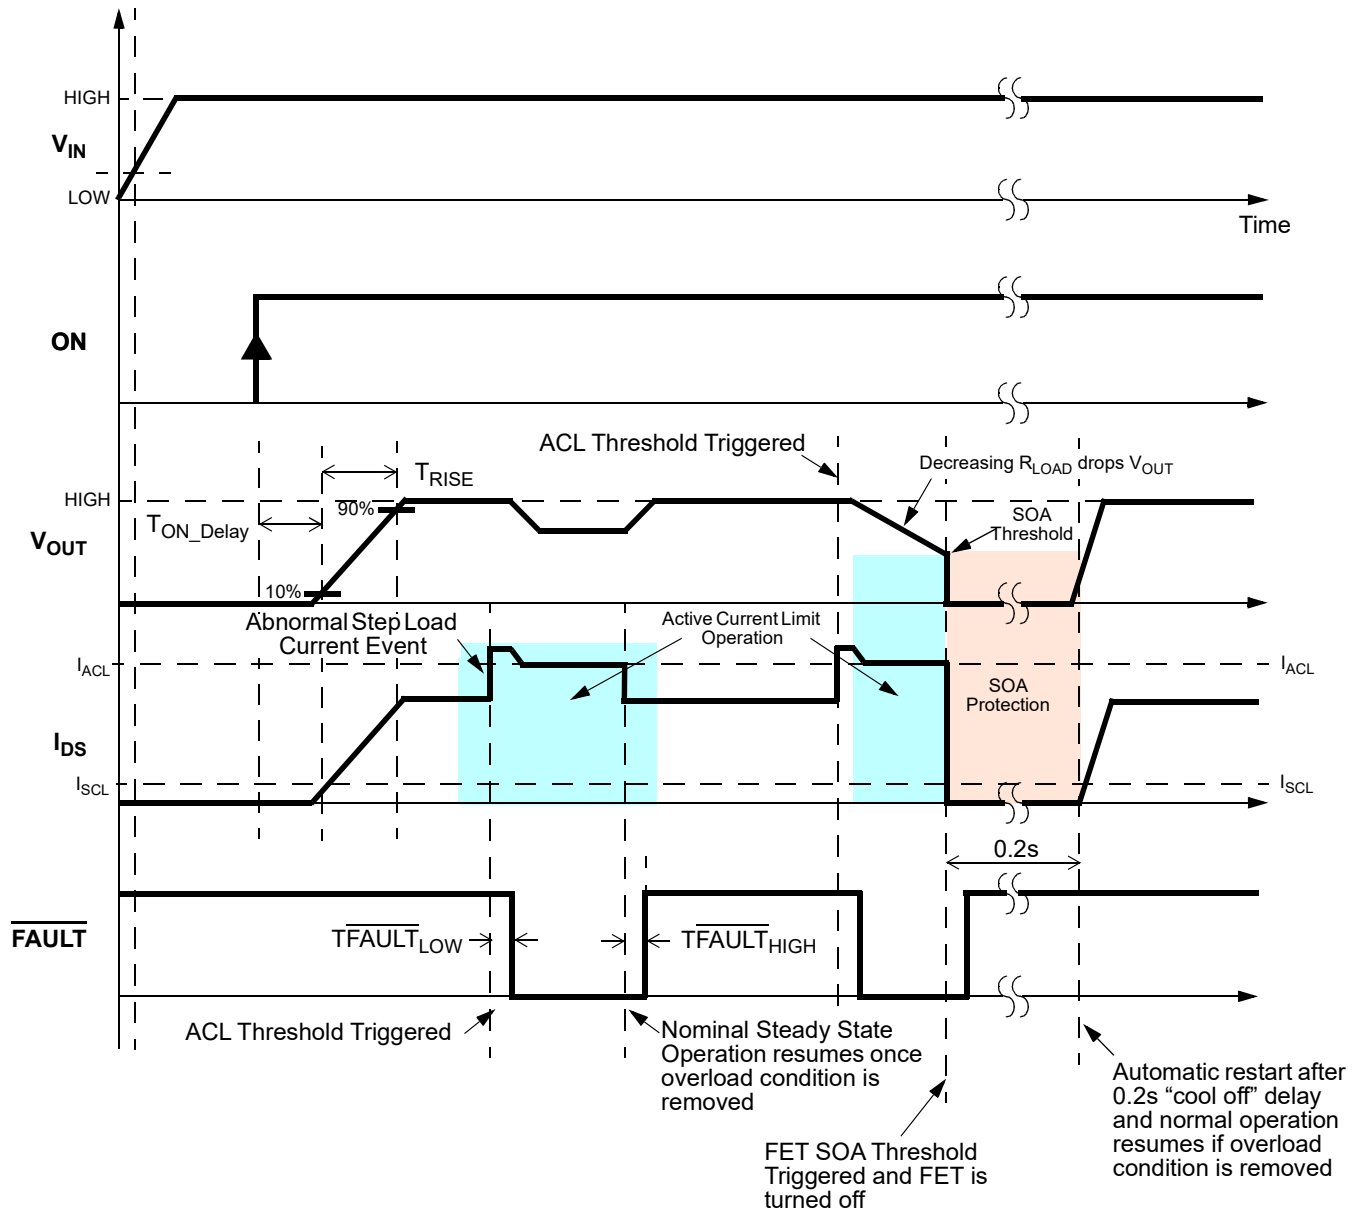 HIGH
VIN
LOW
Time
ON
ACL Threshold Triggered
Decreasing RLOAD drops VOUT
TRISE
HIGH
90%
TON_Delay
SOA
Threshold
VOUT
10%
Abnormal Step Load
Current Event
Active Current Limit
Operation
IACL
IACL
SOA
Protection
IDS
ISCL
ISCL
0.2s
FAULT
TFAULTLOW
TFAULTHIGH
ACL Threshold Triggered
Nominal Steady State
Operation resumes once
overload condition is
removed
Automatic restart after
0.2s “cool off” delay
and normal operation
resumes if overload
condition is removed
FET SOA Threshold
Triggered and FET is
turned off